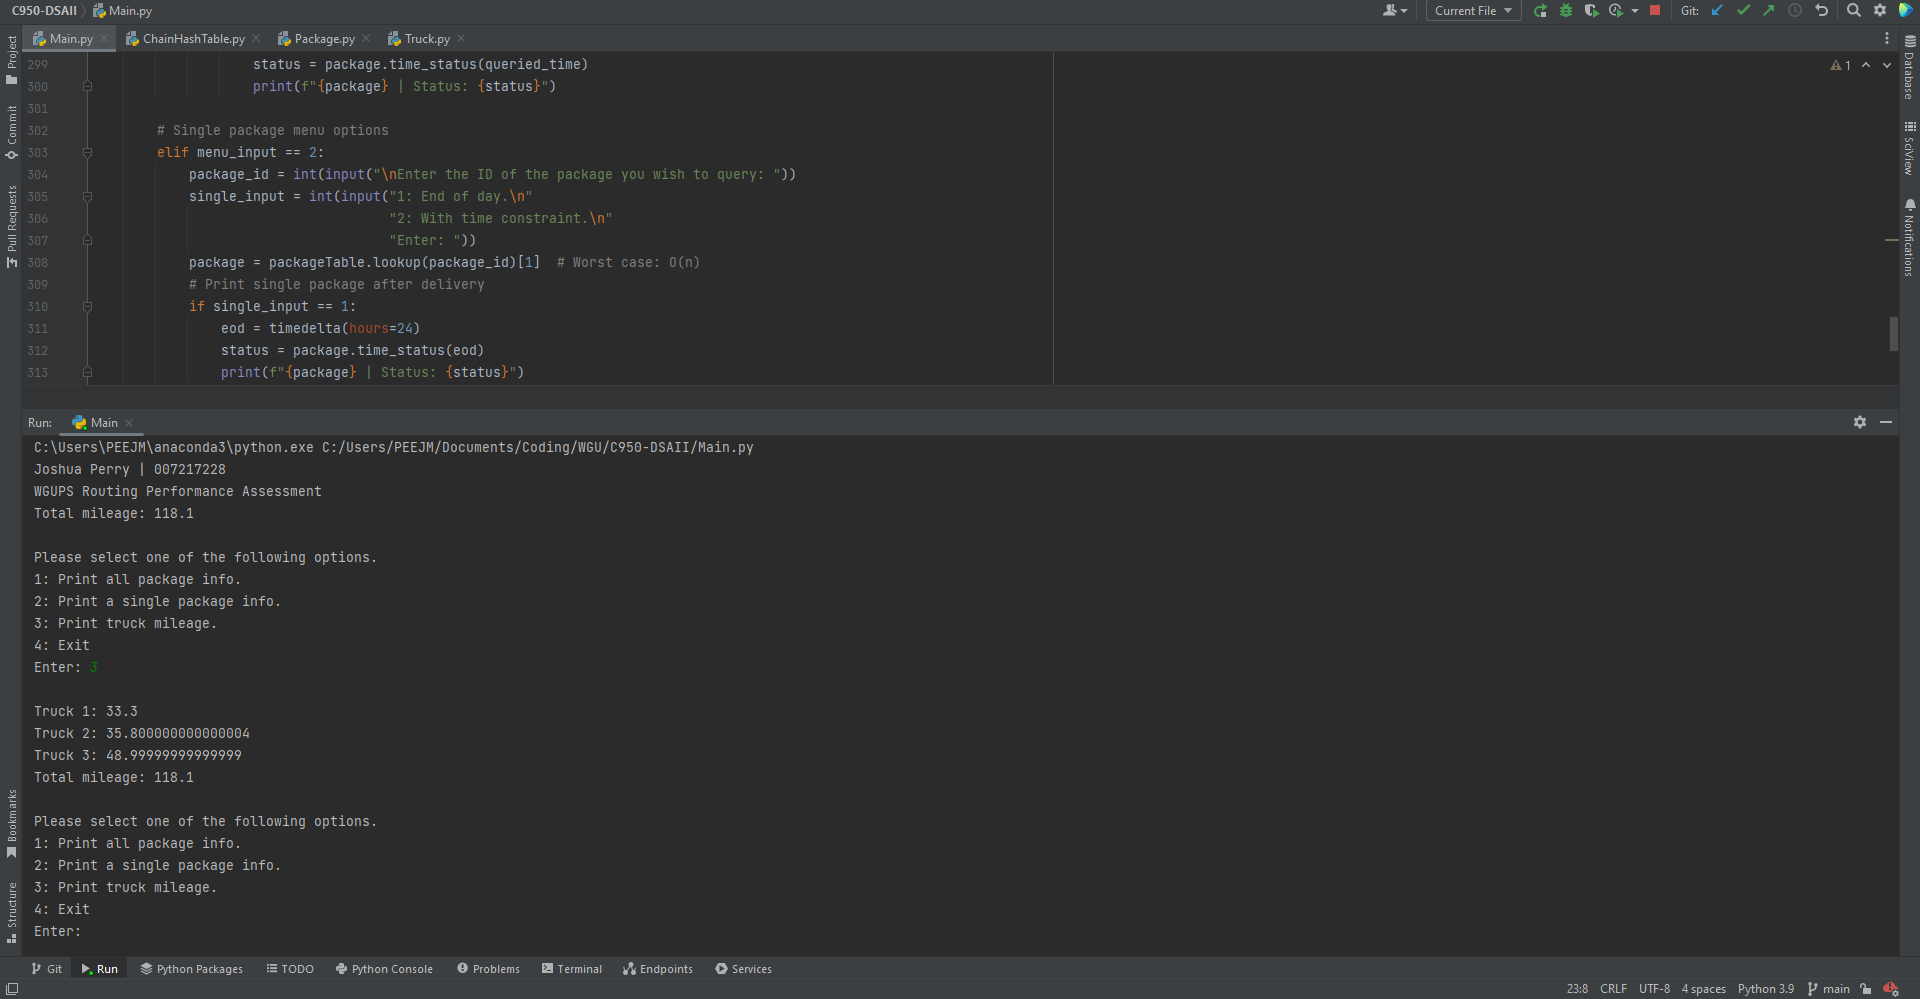 C950-DSAII
Main.py
Current File
Git:
Main.py
ChainHashTable.py
Package.py
Truck.py
Project
Commit
Pull Requests
Bookmarks
Structure
Database
SciView
Notifications
1
299 status = package.time_status(queried_time)
300 print(f"{package} | Status: {status}")
301
302 # Single package menu options
303 elif menu_input == 2:
304 package_id = int(input("\nEnter the ID of the package you wish to query: "))
305 single_input = int(input("1: End of day.\n"
306 "2: With time constraint.\n"
307 "Enter: "))
308 package = packageTable.lookup(package_id)[1]  # Worst case: O(n)
309 # Print single package after delivery
310 if single_input == 1:
311 eod = timedelta(hours=24)
312 status = package.time_status(eod)
313 print(f"{package} | Status: {status}")
Run: Main
C:\Users\PEEJM\anaconda3\python.exe C:/Users/PEEJM/Documents/Coding/WGU/C950-DSAII/Main.py
Joshua Perry | 007217228
WGUPS Routing Performance Assessment
Total mileage: 118.1
Please select one of the following options.
1: Print all package info.
2: Print a single package info.
3: Print truck mileage.
4: Exit
Enter: 3
Truck 1: 33.3
Truck 2: 35.800000000000004
Truck 3: 48.99999999999999
Total mileage: 118.1
Please select one of the following options.
1: Print all package info.
2: Print a single package info.
3: Print truck mileage.
4: Exit
Enter:
Git
Run
Python Packages
TODO
Python Console
Problems
Terminal
Endpoints
Services
23:8 CRLF UTF-8 4 spaces Python 3.9 main